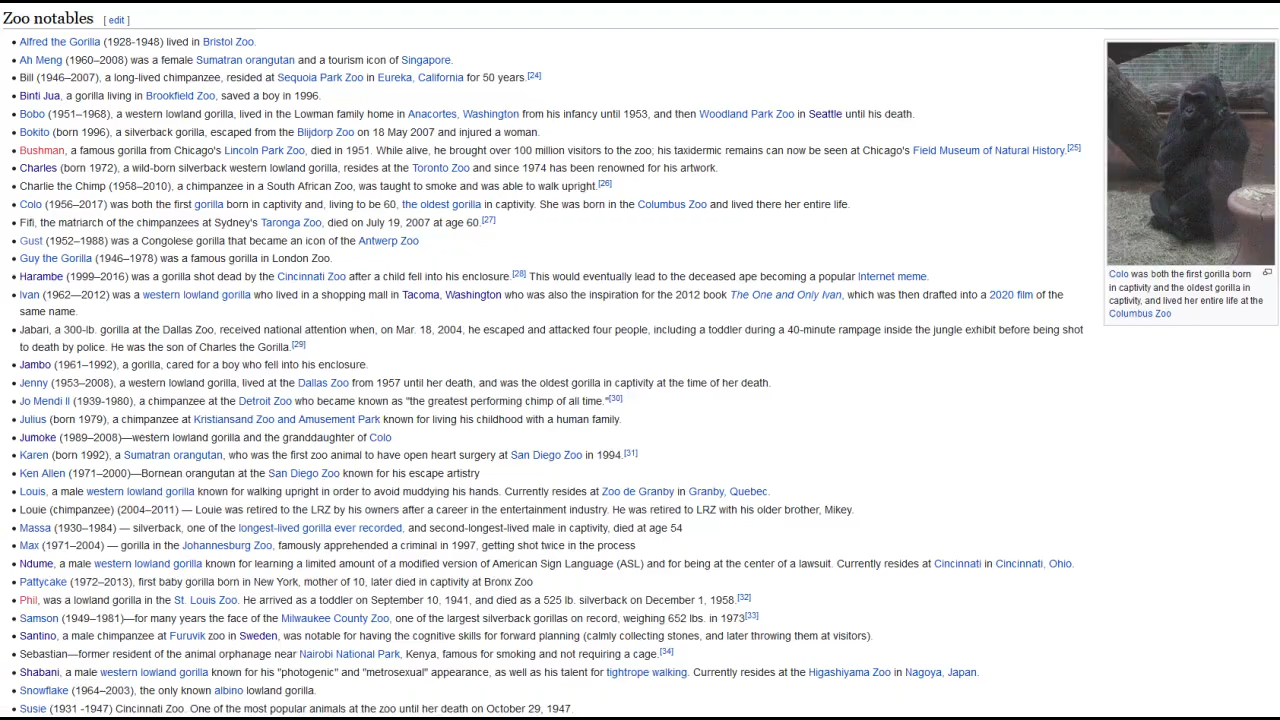 Zoo notables [ edit ]
• Alfred the Gorilla (1928-1948) lived in Bristol Zoo.
• Ah Meng (1960–2008) was a female Sumatran orangutan and a tourism icon of Singapore.
• Bill (1946–2007), a long-lived chimpanzee, resided at Sequoia Park Zoo in Eureka, California for 50 years.[24]
• Binti Jua, a gorilla living in Brookfield Zoo, saved a boy in 1996.
• Bobo (1951–1968), a western lowland gorilla, lived in the Lowman family home in Anacortes, Washington from his infancy until 1953, and then Woodland Park Zoo in Seattle until his death.
• Bokito (born 1996), a silverback gorilla, escaped from the Blijdorp Zoo on 18 May 2007 and injured a woman.
• Bushman, a famous gorilla from Chicago's Lincoln Park Zoo, died in 1951. While alive, he brought over 100 million visitors to the zoo; his taxidermic remains can now be seen at Chicago's Field Museum of Natural History.[25]
• Charles (born 1972), a wild-born silverback western lowland gorilla, resides at the Toronto Zoo and since 1974 has been renowned for his artwork.
• Charlie the Chimp (1958–2010), a chimpanzee in a South African Zoo, was taught to smoke and was able to walk upright.[26]
• Colo (1956–2017) was both the first gorilla born in captivity and, living to be 60, the oldest gorilla in captivity. She was born in the Columbus Zoo and lived there her entire life.
• Fifi, the matriarch of the chimpanzees at Sydney's Taronga Zoo, died on July 19, 2007 at age 60.[27]
• Gust (1952–1988) was a Congolese gorilla that became an icon of the Antwerp Zoo
• Guy the Gorilla (1946–1978) was a famous gorilla in London Zoo.
• Harambe (1999–2016) was a gorilla shot dead by the Cincinnati Zoo after a child fell into his enclosure.[28] This would eventually lead to the deceased ape becoming a popular Internet meme.
• Ivan (1962—2012) was a western lowland gorilla who lived in a shopping mall in Tacoma, Washington who was also the inspiration for the 2012 book The One and Only Ivan, which was then drafted into a 2020 film of the
same name.
• Jabari, a 300-lb. gorilla at the Dallas Zoo, received national attention when, on Mar. 18, 2004, he escaped and attacked four people, including a toddler during a 40-minute rampage inside the jungle exhibit before being shot
to death by police. He was the son of Charles the Gorilla.[29]
• Jambo (1961–1992), a gorilla, cared for a boy who fell into his enclosure.
• Jenny (1953–2008), a western lowland gorilla, lived at the Dallas Zoo from 1957 until her death, and was the oldest gorilla in captivity at the time of her death.
• Jo Mendi II (1939-1980), a chimpanzee at the Detroit Zoo who became known as "the greatest performing chimp of all time."[30]
• Julius (born 1979), a chimpanzee at Kristiansand Zoo and Amusement Park known for living his childhood with a human family.
• Jumoke (1989–2008)—western lowland gorilla and the granddaughter of Colo
• Karen (born 1992), a Sumatran orangutan, who was the first zoo animal to have open heart surgery at San Diego Zoo in 1994.[31]
• Ken Allen (1971–2000)—Bornean orangutan at the San Diego Zoo known for his escape artistry
• Louis, a male western lowland gorilla known for walking upright in order to avoid muddying his hands. Currently resides at Zoo de Granby in Granby, Quebec.
• Louie (chimpanzee) (2004–2011) — Louie was retired to the LRZ by his owners after a career in the entertainment industry. He was retired to LRZ with his older brother, Mikey.
• Massa (1930–1984) — silverback, one of the longest-lived gorilla ever recorded, and second-longest-lived male in captivity, died at age 54
• Max (1971–2004) — gorilla in the Johannesburg Zoo, famously apprehended a criminal in 1997, getting shot twice in the process
• Ndume, a male western lowland gorilla known for learning a limited amount of a modified version of American Sign Language (ASL) and for being at the center of a lawsuit. Currently resides at Cincinnati in Cincinnati, Ohio.
• Pattycake (1972–2013), first baby gorilla born in New York, mother of 10, later died in captivity at Bronx Zoo
• Phil, was a lowland gorilla in the St. Louis Zoo. He arrived as a toddler on September 10, 1941, and died as a 525 lb. silverback on December 1, 1958.[32]
• Samson (1949–1981)—for many years the face of the Milwaukee County Zoo, one of the largest silverback gorillas on record, weighing 652 lbs. in 1973[33]
• Santino, a male chimpanzee at Furuvik zoo in Sweden, was notable for having the cognitive skills for forward planning (calmly collecting stones, and later throwing them at visitors).
• Sebastian—former resident of the animal orphanage near Nairobi National Park, Kenya, famous for smoking and not requiring a cage.[34]
• Shabani, a male western lowland gorilla known for his "photogenic" and "metrosexual" appearance, as well as his talent for tightrope walking. Currently resides at the Higashiyama Zoo in Nagoya, Japan.
• Snowflake (1964–2003), the only known albino lowland gorilla.
• Susie (1931 -1947) Cincinnati Zoo. One of the most popular animals at the zoo until her death on October 29, 1947
Colo was both the first gorilla born
in captivity and the oldest gorilla in
captivity, and lived her entire life at the
Columbus Zoo